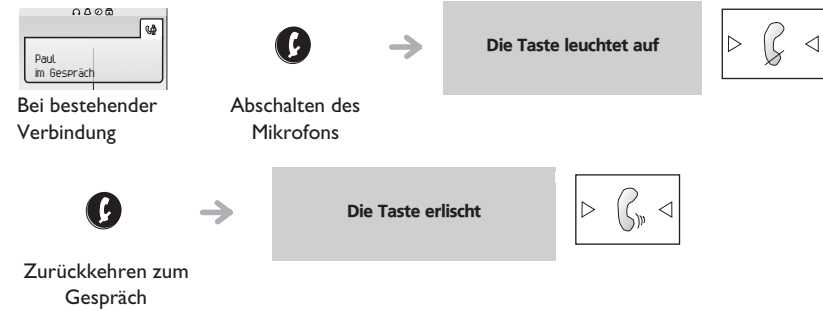 Paul
im Gespräch
Die Taste leuchtet auf
Bei bestehender
Verbindung
Abschalten des
Mikrofons
Die Taste erlischt
Zurückkehren zum
Gespräch